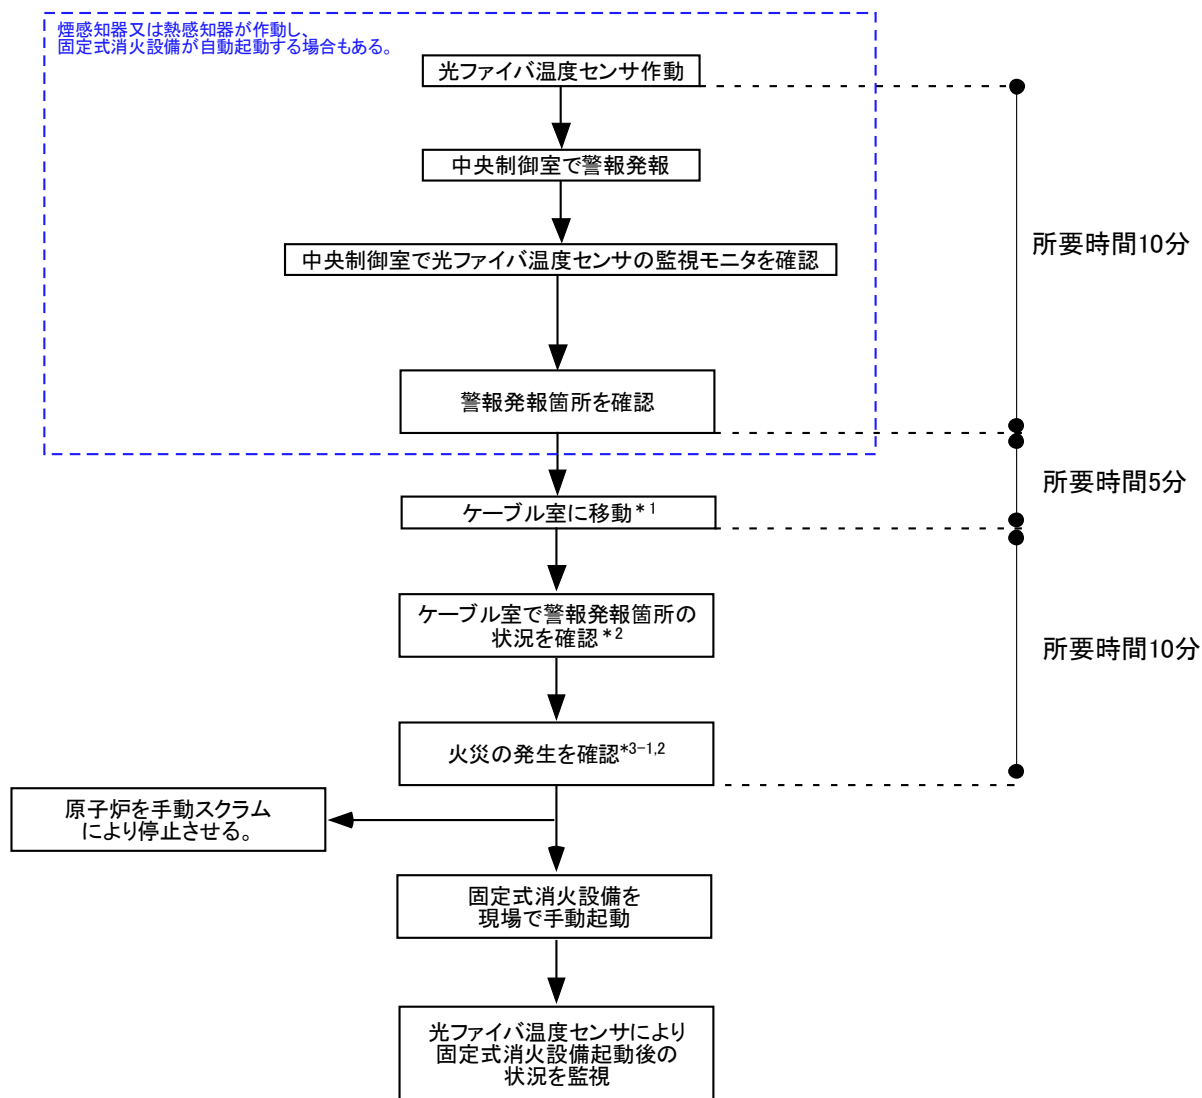 煙感知器又は熱感知器が作動し、
固定式消火設備が自動起動する場合もある。
光ファイバ温度センサ作動
中央制御室で警報発報
中央制御室で光ファイバ温度センサの監視モニタを確認
所要時間10分
警報発報箇所を確認
所要時間5分
ケーブル室に移動*1
ケーブル室で警報発報箇所の
状況を確認*2
所要時間10分
火災の発生を確認*3-1,2
原子炉を手動スクラム
により停止させる。
固定式消火設備を
現場で手動起動
光ファイバ温度センサにより
固定式消火設備起動後の
状況を監視